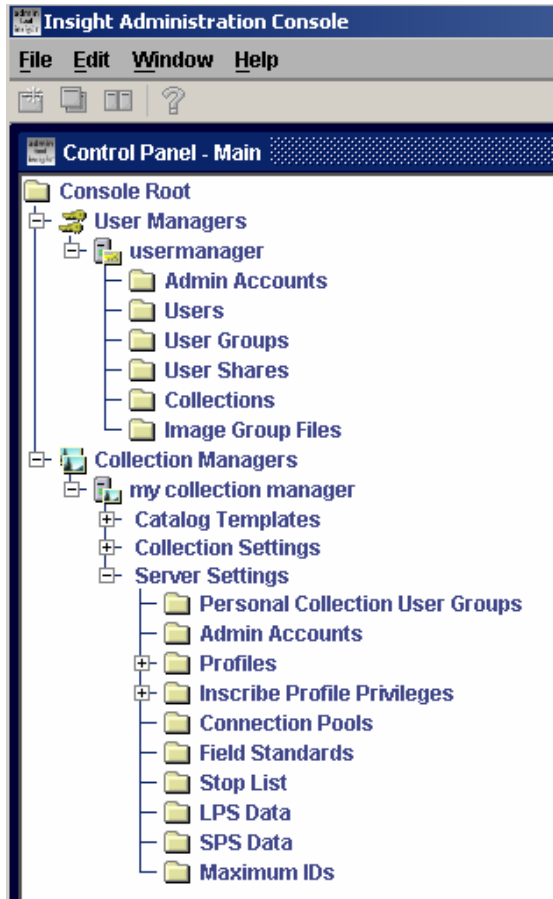 Insight Administration Console
File Edit Window Help
Control Panel - Main
Console Root
User Managers
usermanager
Admin Accounts
Users
User Groups
User Shares
Collections
Image Group Files
Collection Managers
my collection manager
Catalog Templates
Collection Settings
Server Settings
Personal Collection User Groups
Admin Accounts
Profiles
Inscribe Profile Privileges
Connection Pools
Field Standards
Stop List
LPS Data
SPS Data
Maximum IDs